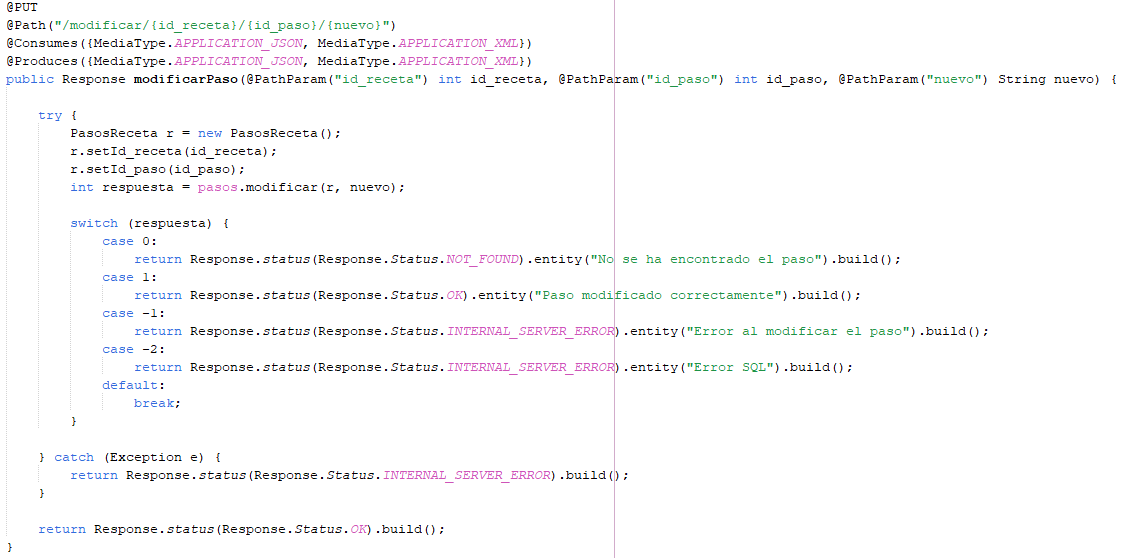 @PUT
@Path("/modificar/{id_receta}/{id_paso}/{nuevo}")
@Consumes({MediaType.APPLICATION_JSON, MediaType.APPLICATION_XML})
@Produces({MediaType.APPLICATION_JSON, MediaType.APPLICATION_XML})
public Response modificarPaso(@PathParam("id_receta") int id_receta, @PathParam("id_paso") int id_paso, @PathParam("nuevo") String nuevo) {
try {
PasosReceta r = new PasosReceta();
r.setId_receta(id_receta);
r.setId_paso(id_paso);
int respuesta = pasos.modificar(r, nuevo);
switch (respuesta) {
case 0:
return Response.status(Response.Status.NOT_FOUND).entity("No se ha encontrado el paso").build();
case 1:
return Response.status(Response.Status.OK).entity("Paso modificado correctamente").build();
case -1:
return Response.status(Response.Status.INTERNAL_SERVER_ERROR).entity("Error al modificar el paso").build();
case -2:
return Response.status(Response.Status.INTERNAL_SERVER_ERROR).entity("Error SQL").build();
default:
break;
}
} catch (Exception e) {
return Response.status(Response.Status.INTERNAL_SERVER_ERROR).build();
}
return Response.status(Response.Status.OK).build();
}